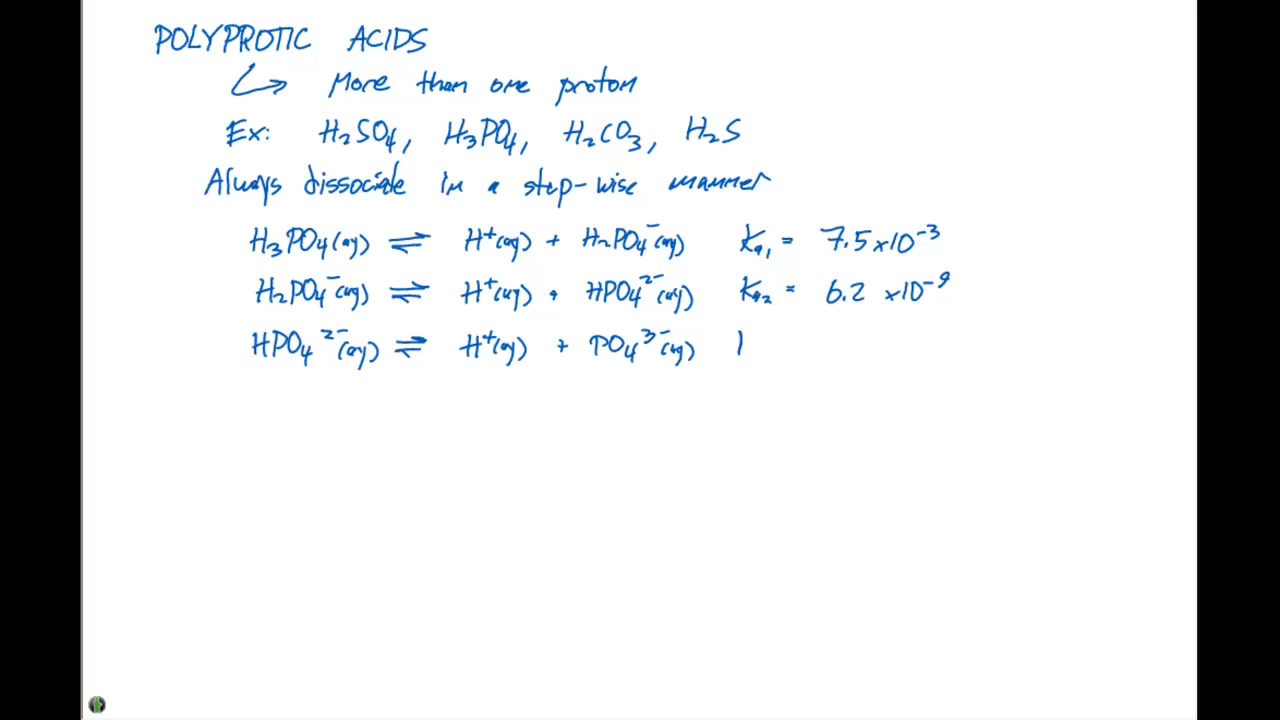 POLYPROTIC ACIDS
↳ More than one proton
Ex: H₂SO₄, H₃PO₄, H₂CO₃, H₂S
Always dissociate in a step-wise manner
H₃PO₄(aq) ⇌ H⁺(aq) + H₂PO₄⁻(aq) Ka₁ = 7.5 x10⁻³
H₂PO₄⁻(aq) ⇌ H⁺(aq) + HPO₄²⁻(aq) Ka₂ = 6.2 x10⁻⁸
HPO₄²⁻(aq) ⇌ H⁺(aq) + PO₄³⁻(aq)